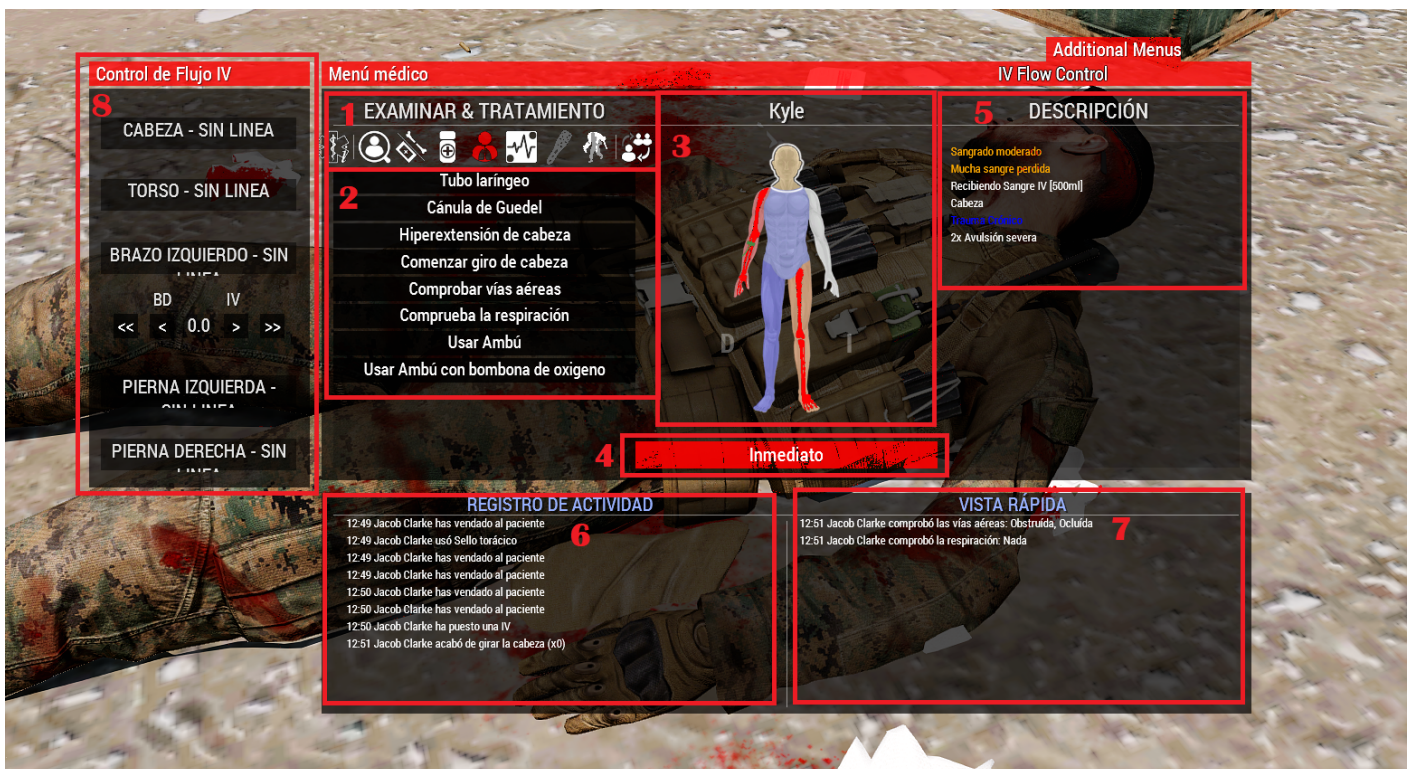 Additional Menus
Control de Flujo IV
Menú médico
IV Flow Control
8
CABEZA - SIN LINEA
TORSO - SIN LINEA
BRAZO IZQUIERDO - SIN
LINEA
BD IV
<< < 0.0 > >>
PIERNA IZQUIERDA -
SIN LINEA
PIERNA DERECHA - SIN
LINEA
1
EXAMINAR & TRATAMIENTO
2
Tubo laríngeo
Cánula de Guedel
Hiperextensión de cabeza
Comenzar giro de cabeza
Comprobar vías aéreas
Comprueba la respiración
Usar Ambú
Usar Ambú con bombona de oxigeno
3
Kyle
D I
4
Inmediato
5
DESCRIPCIÓN
Sangrado moderado
Mucha sangre perdida
Recibiendo Sangre IV [500ml]
Cabeza
2x Avulsión severa
REGISTRO DE ACTIVIDAD
6
12:49 Jacob Clarke has vendado al paciente
12:49 Jacob Clarke usó Sello torácico
12:49 Jacob Clarke has vendado al paciente
12:49 Jacob Clarke has vendado al paciente
12:50 Jacob Clarke has vendado al paciente
12:50 Jacob Clarke has vendado al paciente
12:50 Jacob Clarke ha puesto una IV
12:51 Jacob Clarke acabó de girar la cabeza (x0)
VISTA RÁPIDA
7
12:51 Jacob Clarke comprobó las vías aéreas: Obstruída, Ocluída
12:51 Jacob Clarke comprobó la respiración: Nada